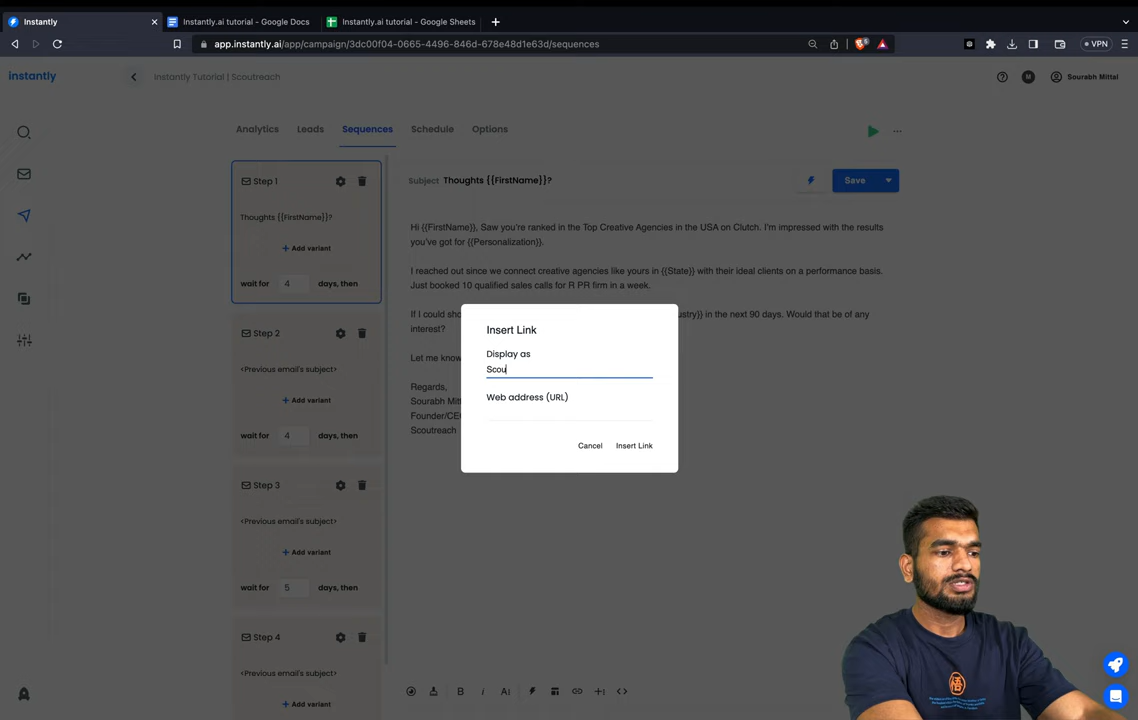 Instantly
Instantly.ai tutorial - Google Docs
Instantly.ai tutorial - Google Sheets
app.instantly.ai/app/campaign/3dc00f04-0665-4496-846d-678e48d1e63d/sequences
VPN
instantly
Instantly Tutorial | Scoutreach
M
Sourabh Mittal
Analytics
Leads
Sequences
Schedule
Options
Step 1
Thoughts {{FirstName}}?
Add variant
wait for 4 days, then
Step 2
<Previous email's subject>
Add variant
wait for 4 days, then
Step 3
<Previous email's subject>
Add variant
wait for 5 days, then
Step 4
<Previous email's subject>
Add variant
Subject Thoughts {{FirstName}}?
Save
Hi {{FirstName}}, Saw you're ranked in the Top Creative Agencies in the USA on Clutch. I'm impressed with the results
you've got for {{Personalization}}.
I reached out since we connect creative agencies like yours in {{State}} with their ideal clients on a performance basis.
Just booked 10 qualified sales calls for R PR firm in a week.
If I could sho
ustry}} in the next 90 days. Would that be of any
interest?
Let me know
Regards,
Sourabh Mitt
Founder/CE
Scoutreach
Insert Link
Display as
Scou
Web address (URL)
Cancel
Insert Link
B
i
A